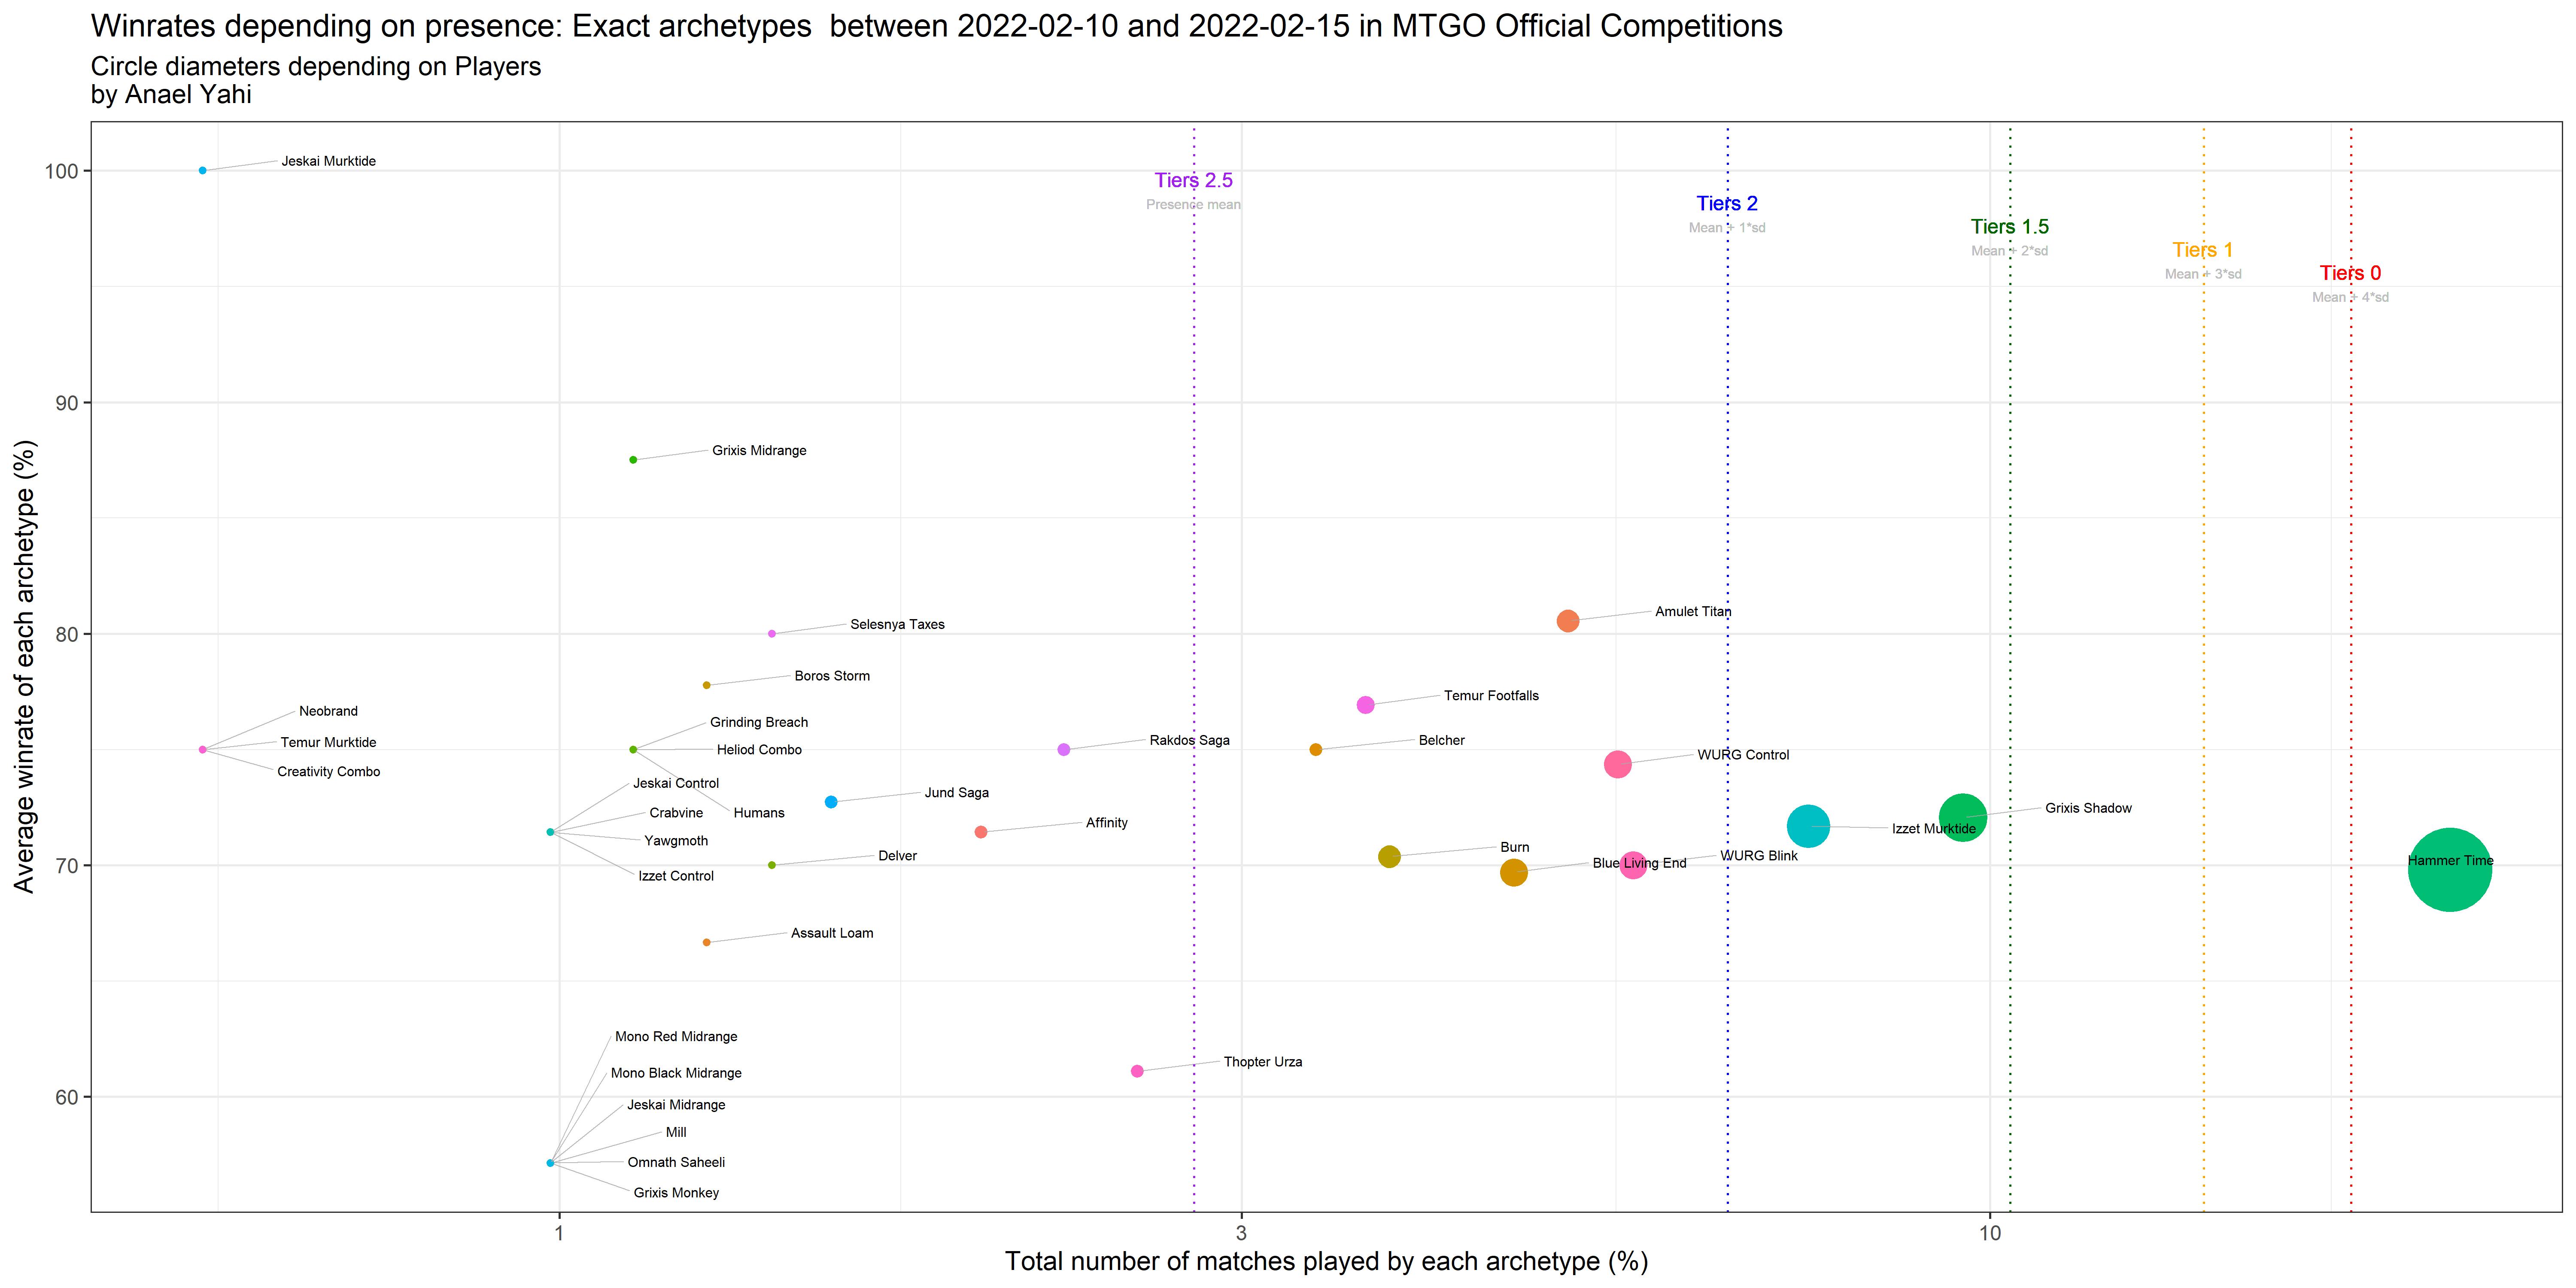 Winrates depending on presence: Exact archetypes  between 2022-02-10 and 2022-02-15 in MTGO Official Competitions
Circle diameters depending on Players
by Anael Yahi
Average winrate of each archetype (%)
100
90
80
70
60
Jeskai Murktide
Tiers 2.5
Presence mean
Tiers 2
Mean + 1*sd
Tiers 1.5
Mean + 2*sd
Tiers 1
Mean + 3*sd
Tiers 0
Mean + 4*sd
Grixis Midrange
Amulet Titan
Selesnya Taxes
Boros Storm
Temur Footfalls
Neobrand
Grinding Breach
Temur Murktide
Heliod Combo
Rakdos Saga
Belcher
WURG Control
Creativity Combo
Jeskai Control
Jund Saga
Grixis Shadow
Crabvine
Humans
Affinity
Izzet Murktide
Yawgmoth
Burn
Delver
Blue Living End
WURG Blink
Hammer Time
Izzet Control
Assault Loam
Mono Red Midrange
Thopter Urza
Mono Black Midrange
Jeskai Midrange
Mill
Omnath Saheeli
Grixis Monkey
1
3
10
Total number of matches played by each archetype (%)